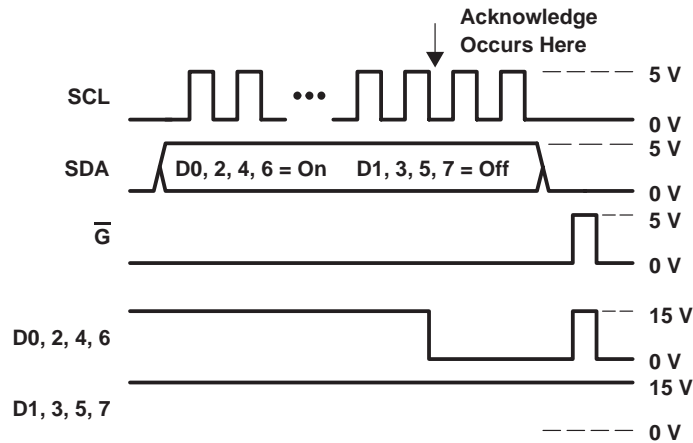 Acknowledge
Occurs Here
SCL
5 V
0 V
SDA
D0, 2, 4, 6 = On D1, 3, 5, 7 = Off
5 V
0 V
G
5 V
0 V
D0, 2, 4, 6
15 V
0 V
D1, 3, 5, 7
15 V
0 V